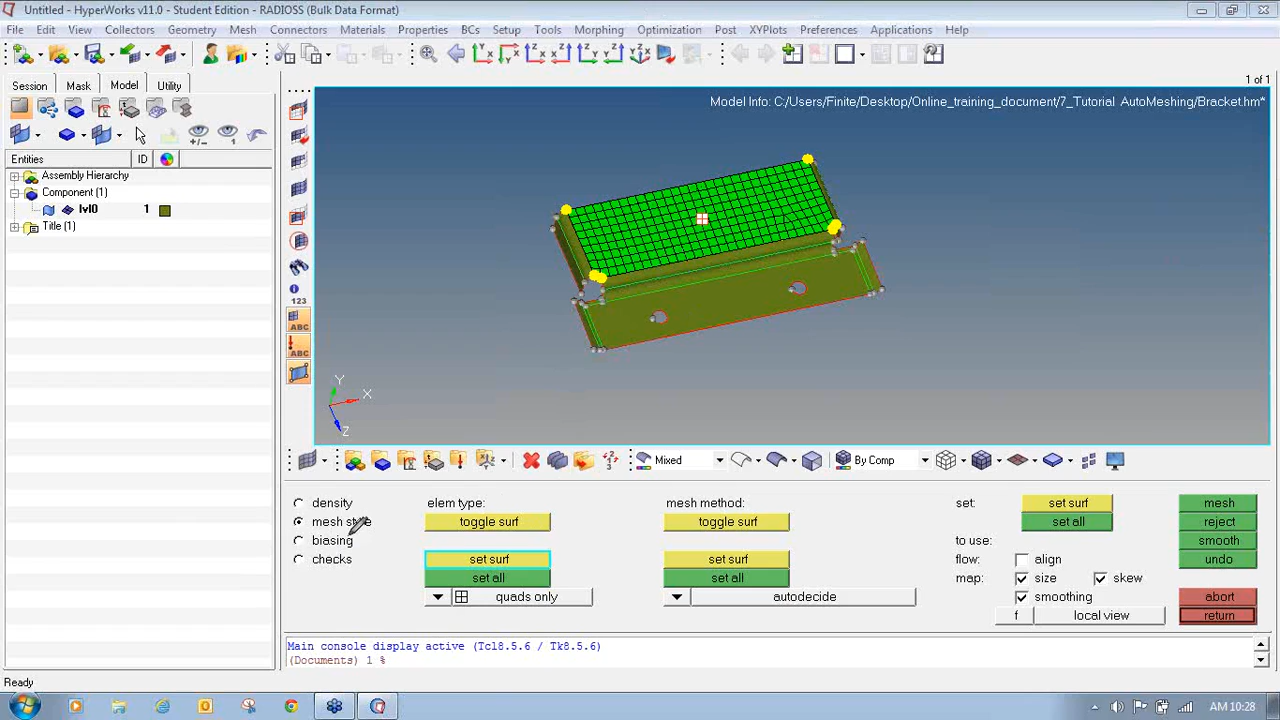 Untitled - HyperWorks v11.0 - Student Edition - RADIOSS (Bulk Data Format)
File Edit View Collectors Geometry Mesh Connectors Materials Properties BCs Setup Tools Morphing Optimization Post XYPlots Preferences Applications Help
Session Mask Model Utility
1 of 1
Model Info: C:/Users/Finite/Desktop/Online_training_document/7_Tutorial AutoMeshing/Bracket.hm*
Entities ID
Assembly Hierarchy
Component (1)
lvl0 1
Title (1)
123
ABC
ABC
Y
X
Z
Mixed By Comp
density elem type: mesh method: set: set surf mesh
mesh style toggle surf toggle surf set all reject
biasing to use: smooth
checks set surf set surf flow: align undo
set all set all map: size skew
quads only autodecide smoothing abort
f local view return
Main console display active (Tcl8.5.6 / Tk8.5.6)
(Documents) 1 %
Ready
AM 10:28